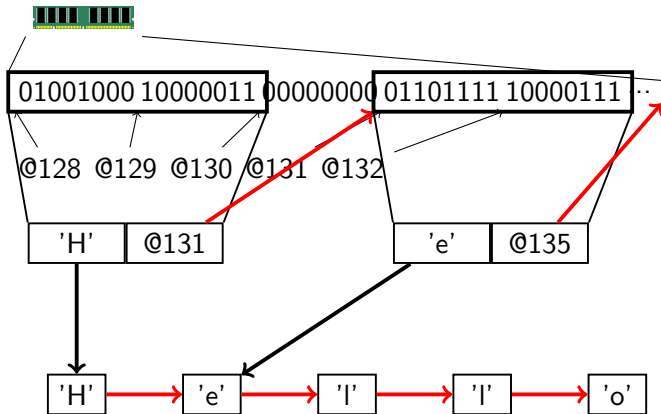 01001000 10000011 00000000 01101111 10000111 ...
@128 @129 @130 @131 @132
'H' @131 'e' @135
'H' 'e' 'l' 'l' 'o'